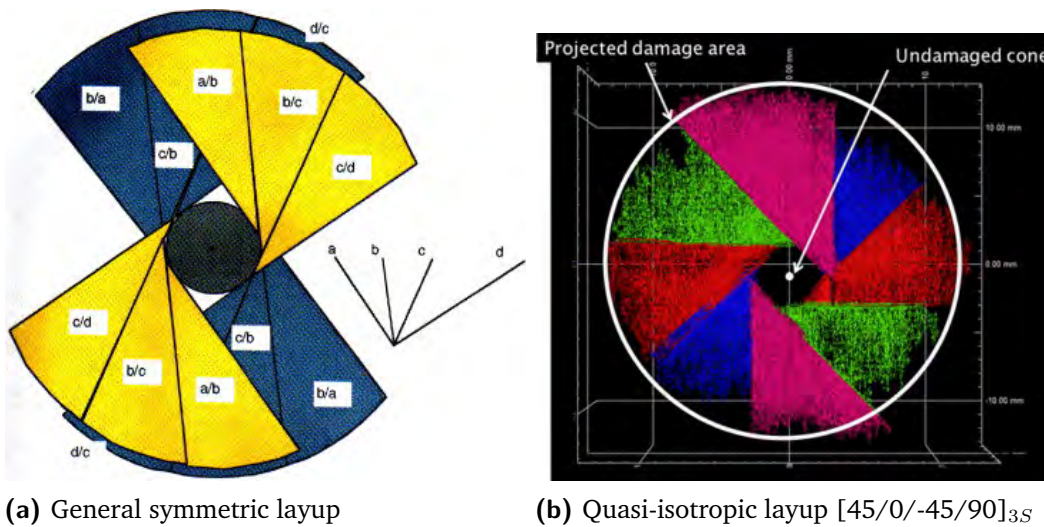 d/c
a/b
b/a
b/c
c/b
c/d
a
b
c
d
c/d
c/b
b/c
a/b
b/a
d/c
Projected damage area
Undamaged cone
0.00 mm
10
10.00 mm
0.00 mm
-10.00 mm
(a) General symmetric layup
(b) Quasi-isotropic layup [45/0/-45/90]3S